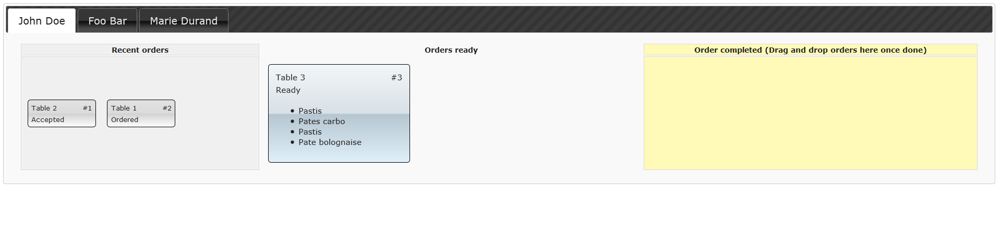 John Doe Foo Bar Marie Durand
Recent orders Orders ready Order completed (Drag and drop orders here once done)
Table 2 #1
Accepted
Table 1 #2
Ordered
Table 3 #3
Ready
• Pastis
• Pates carbo
• Pastis
• Pate bolognaise